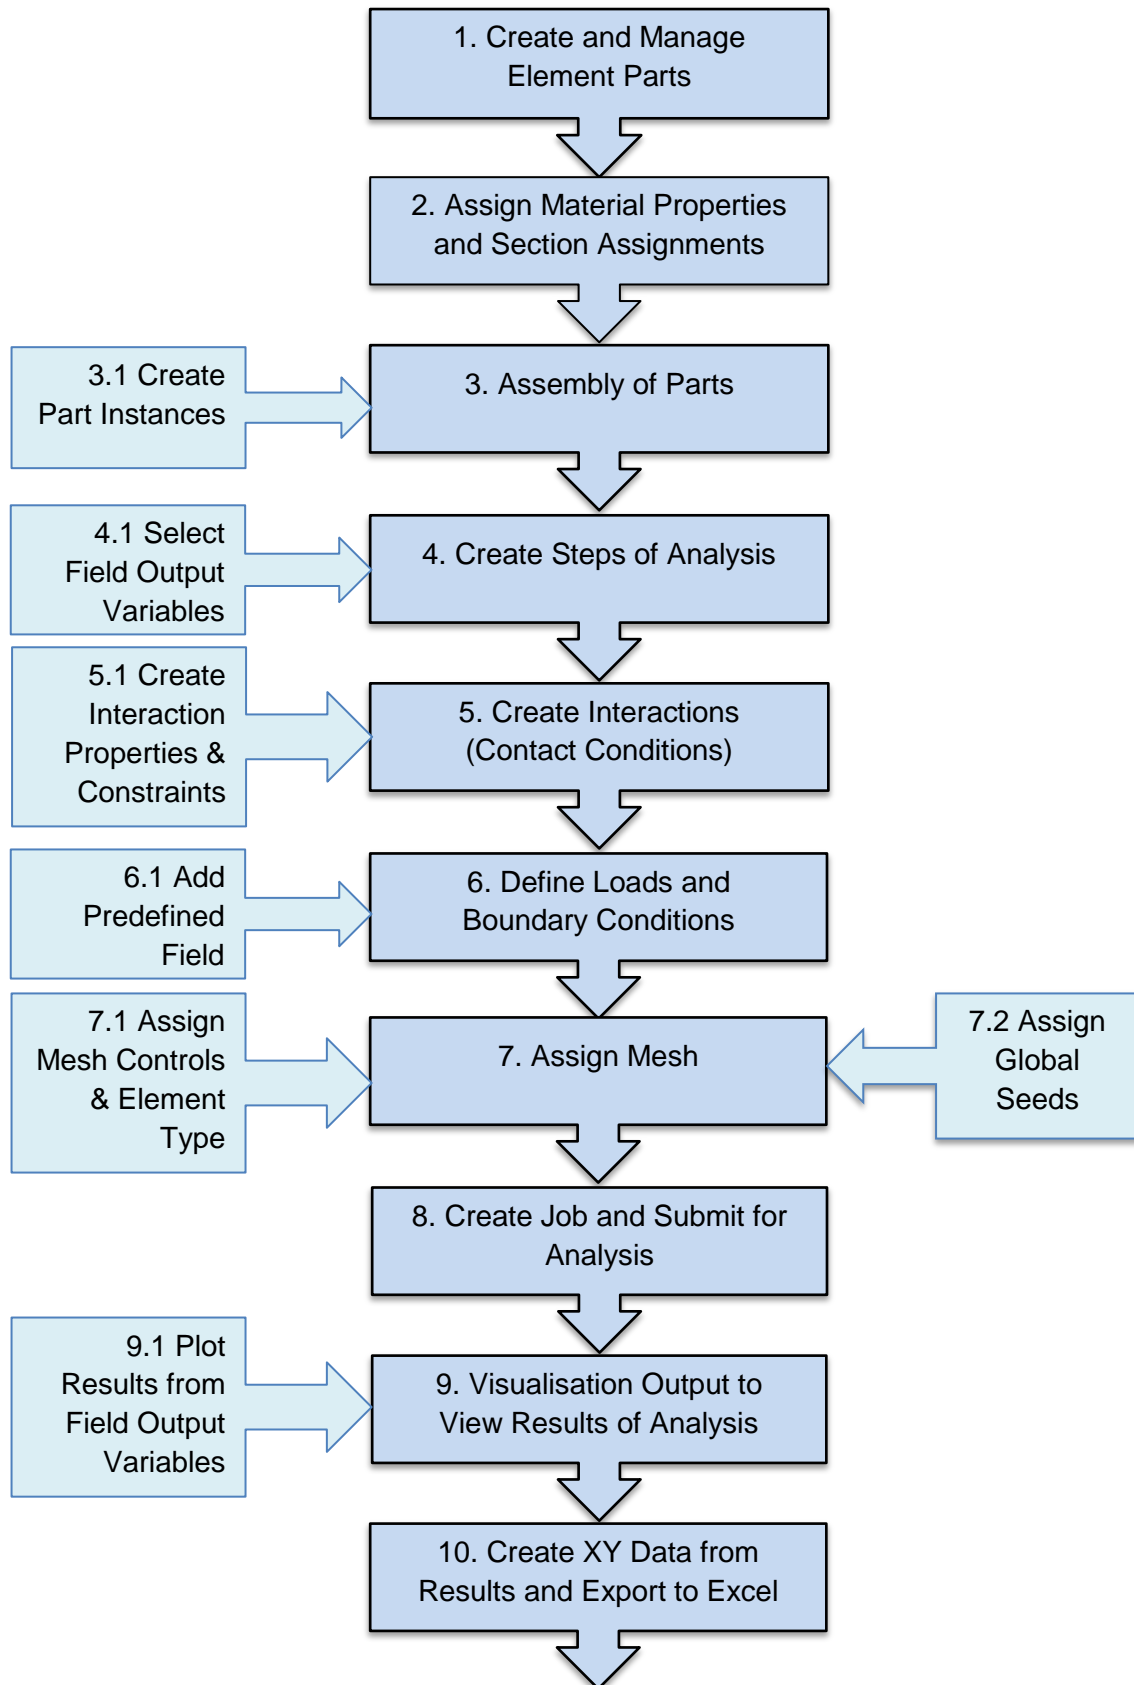 1. Create and Manage
Element Parts
2. Assign Material Properties
and Section Assignments
3.1 Create
Part Instances
3. Assembly of Parts
4.1 Select
Field Output
Variables
4. Create Steps of Analysis
5.1 Create
Interaction
Properties &
Constraints
5. Create Interactions
(Contact Conditions)
6.1 Add
Predefined
Field
6. Define Loads and
Boundary Conditions
7.1 Assign
Mesh Controls
& Element
Type
7. Assign Mesh
7.2 Assign
Global
Seeds
8. Create Job and Submit for
Analysis
9.1 Plot
Results from
Field Output
Variables
9. Visualisation Output to
View Results of Analysis
10. Create XY Data from
Results and Export to Excel